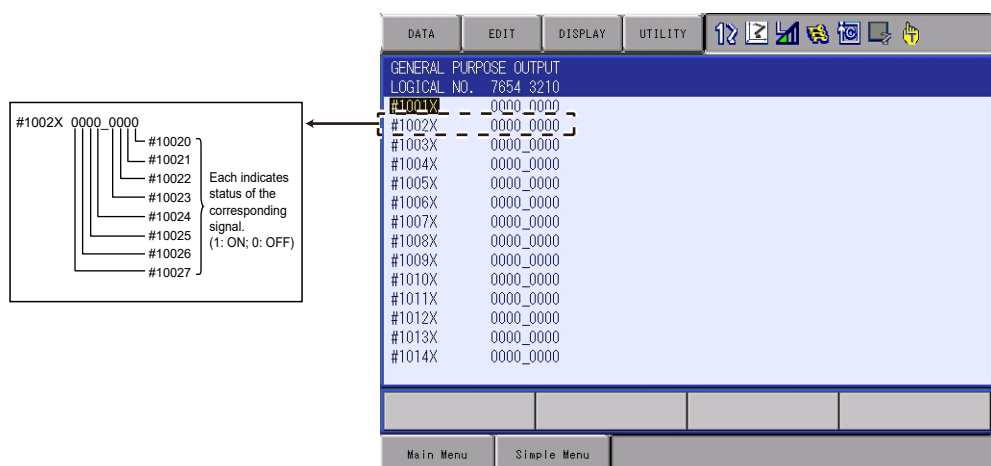 DATA EDIT DISPLAY UTILITY
GENERAL PURPOSE OUTPUT
LOGICAL NO. 7654 3210
#1001X 0000_0000
#1002X 0000_0000
#1003X 0000_0000
#1004X 0000_0000
#1005X 0000_0000
#1006X 0000_0000
#1007X 0000_0000
#1008X 0000_0000
#1009X 0000_0000
#1010X 0000_0000
#1011X 0000_0000
#1012X 0000_0000
#1013X 0000_0000
#1014X 0000_0000
Main Menu Simple Menu
#1002X 0000_0000
#10020
#10021
#10022
#10023
#10024
#10025
#10026
#10027
Each indicates
status of the
corresponding
signal.
(1: ON; 0: OFF)